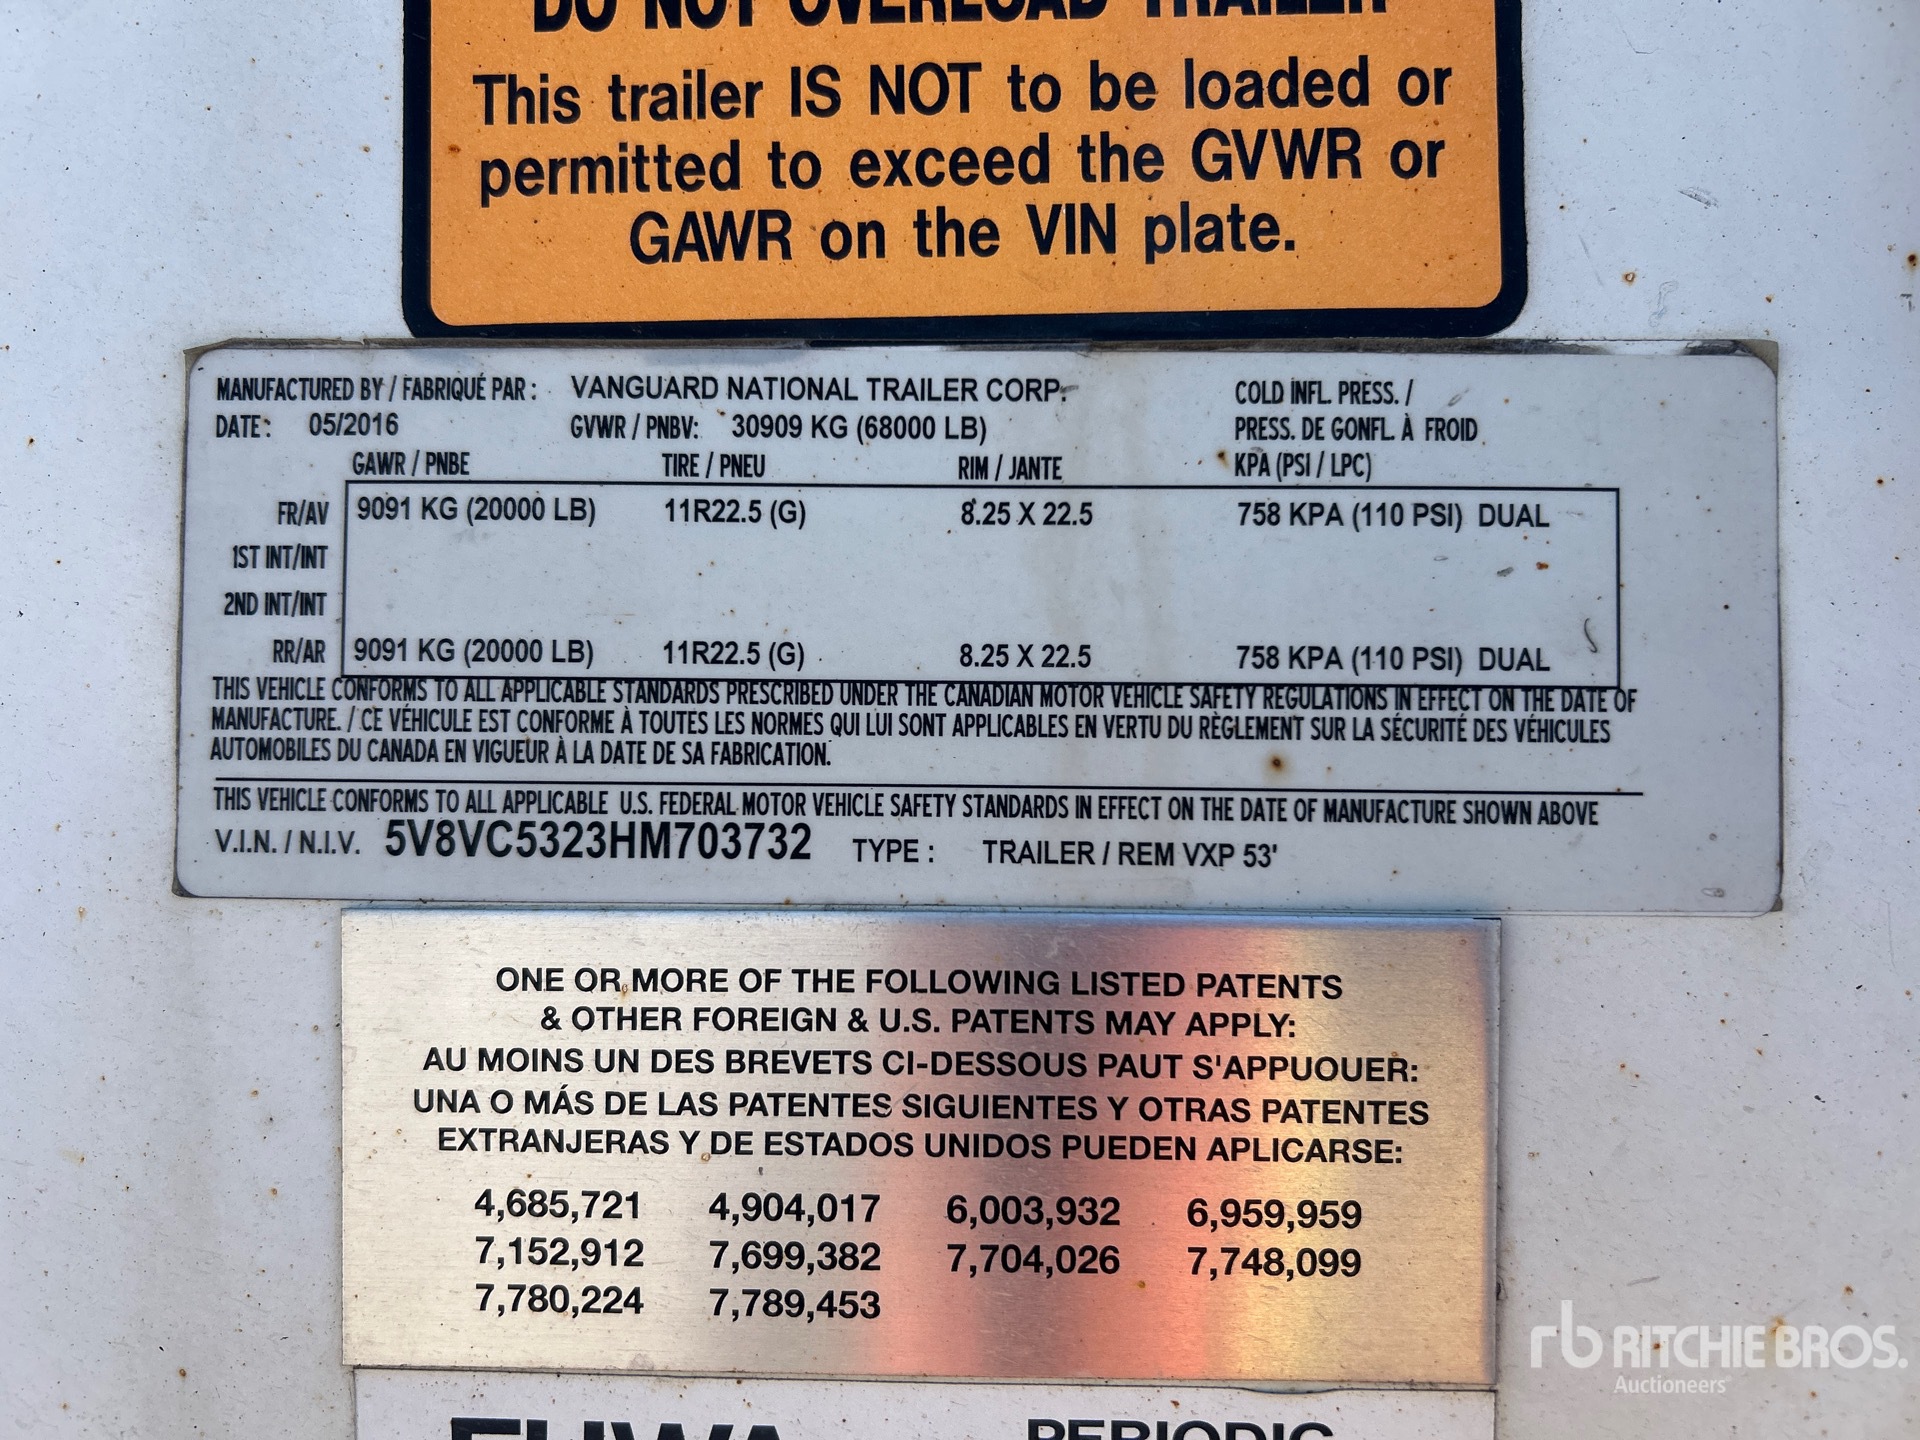 DO NOT OVERLOAD TRAILER
This trailer IS NOT to be loaded or
permitted to exceed the GVWR or
GAWR on the VIN plate.
MANUFACTURED BY / FABRIQUÉ PAR : VANGUARD NATIONAL TRAILER CORP. COLD INFL. PRESS. /
DATE: 05/2016 GVWR / PNBV: 30909 KG (68000 LB) PRESS. DE GONFL. À FROID
GAWR / PNBE TIRE / PNEU RIM / JANTE KPA (PSI / LPC)
FR/AV 9091 KG (20000 LB) 11R22.5 (G) 8.25 X 22.5 758 KPA (110 PSI) DUAL
1ST INT/INT
2ND INT/INT
RR/AR 9091 KG (20000 LB) 11R22.5 (G) 8.25 X 22.5 758 KPA (110 PSI) DUAL
THIS VEHICLE CONFORMS TO ALL APPLICABLE STANDARDS PRESCRIBED UNDER THE CANADIAN MOTOR VEHICLE SAFETY REGULATIONS IN EFFECT ON THE DATE OF
MANUFACTURE. / CE VÉHICULE EST CONFORME À TOUTES LES NORMES QUI LUI SONT APPLICABLES EN VERTU DU RÈGLEMENT SUR LA SÉCURITÉ DES VÉHICULES
AUTOMOBILES DU CANADA EN VIGUEUR À LA DATE DE SA FABRICATION.
THIS VEHICLE CONFORMS TO ALL APPLICABLE U.S. FEDERAL MOTOR VEHICLE SAFETY STANDARDS IN EFFECT ON THE DATE OF MANUFACTURE SHOWN ABOVE
V.I.N. / N.I.V. 5V8VC5323HM703732 TYPE : TRAILER / REM VXP 53'
ONE OR MORE OF THE FOLLOWING LISTED PATENTS
& OTHER FOREIGN & U.S. PATENTS MAY APPLY:
AU MOINS UN DES BREVETS CI-DESSOUS PAUT S'APPUOUER:
UNA O MÁS DE LAS PATENTES SIGUIENTES Y OTRAS PATENTES
EXTRANJERAS Y DE ESTADOS UNIDOS PUEDEN APLICARSE:
4,685,721 4,904,017 6,003,932 6,959,959
7,152,912 7,699,382 7,704,026 7,748,099
7,780,224 7,789,453
rb RITCHIE BROS.
Auctioneers
FHWA PERIODIC